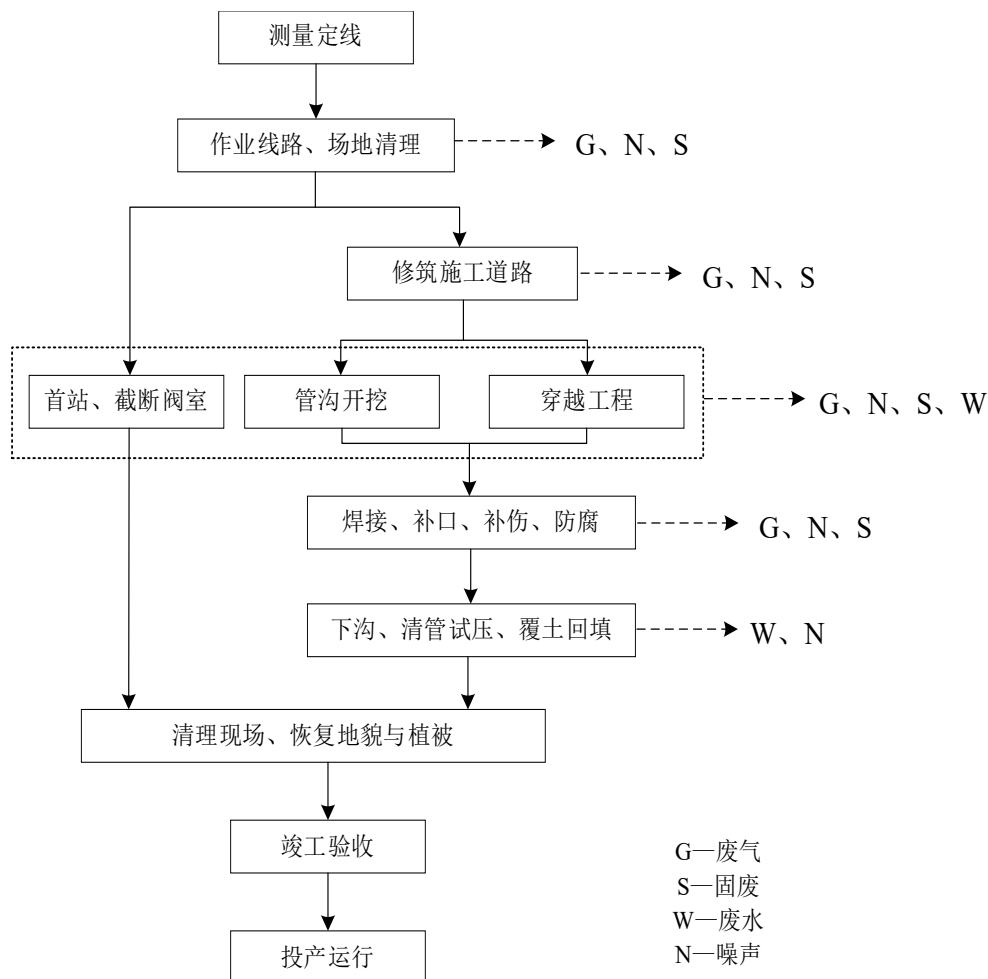 测量定线
作业线路、场地清理
G、N、S
修筑施工道路
G、N、S
首站、截断阀室
管沟开挖
穿越工程
G、N、S、W
焊接、补口、补伤、防腐
G、N、S
下沟、清管试压、覆土回填
W、N
清理现场、恢复地貌与植被
竣工验收
投产运行
G—废气
S—固废
W—废水
N—噪声